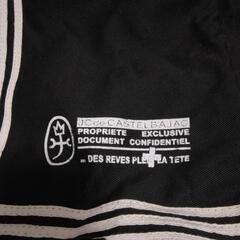 JC de CASTELBAJAC
PROPRIETE EXCLUSIVE
DOCUMENT CONFIDENTIEL
... DES REVES PLEIN LA TETE